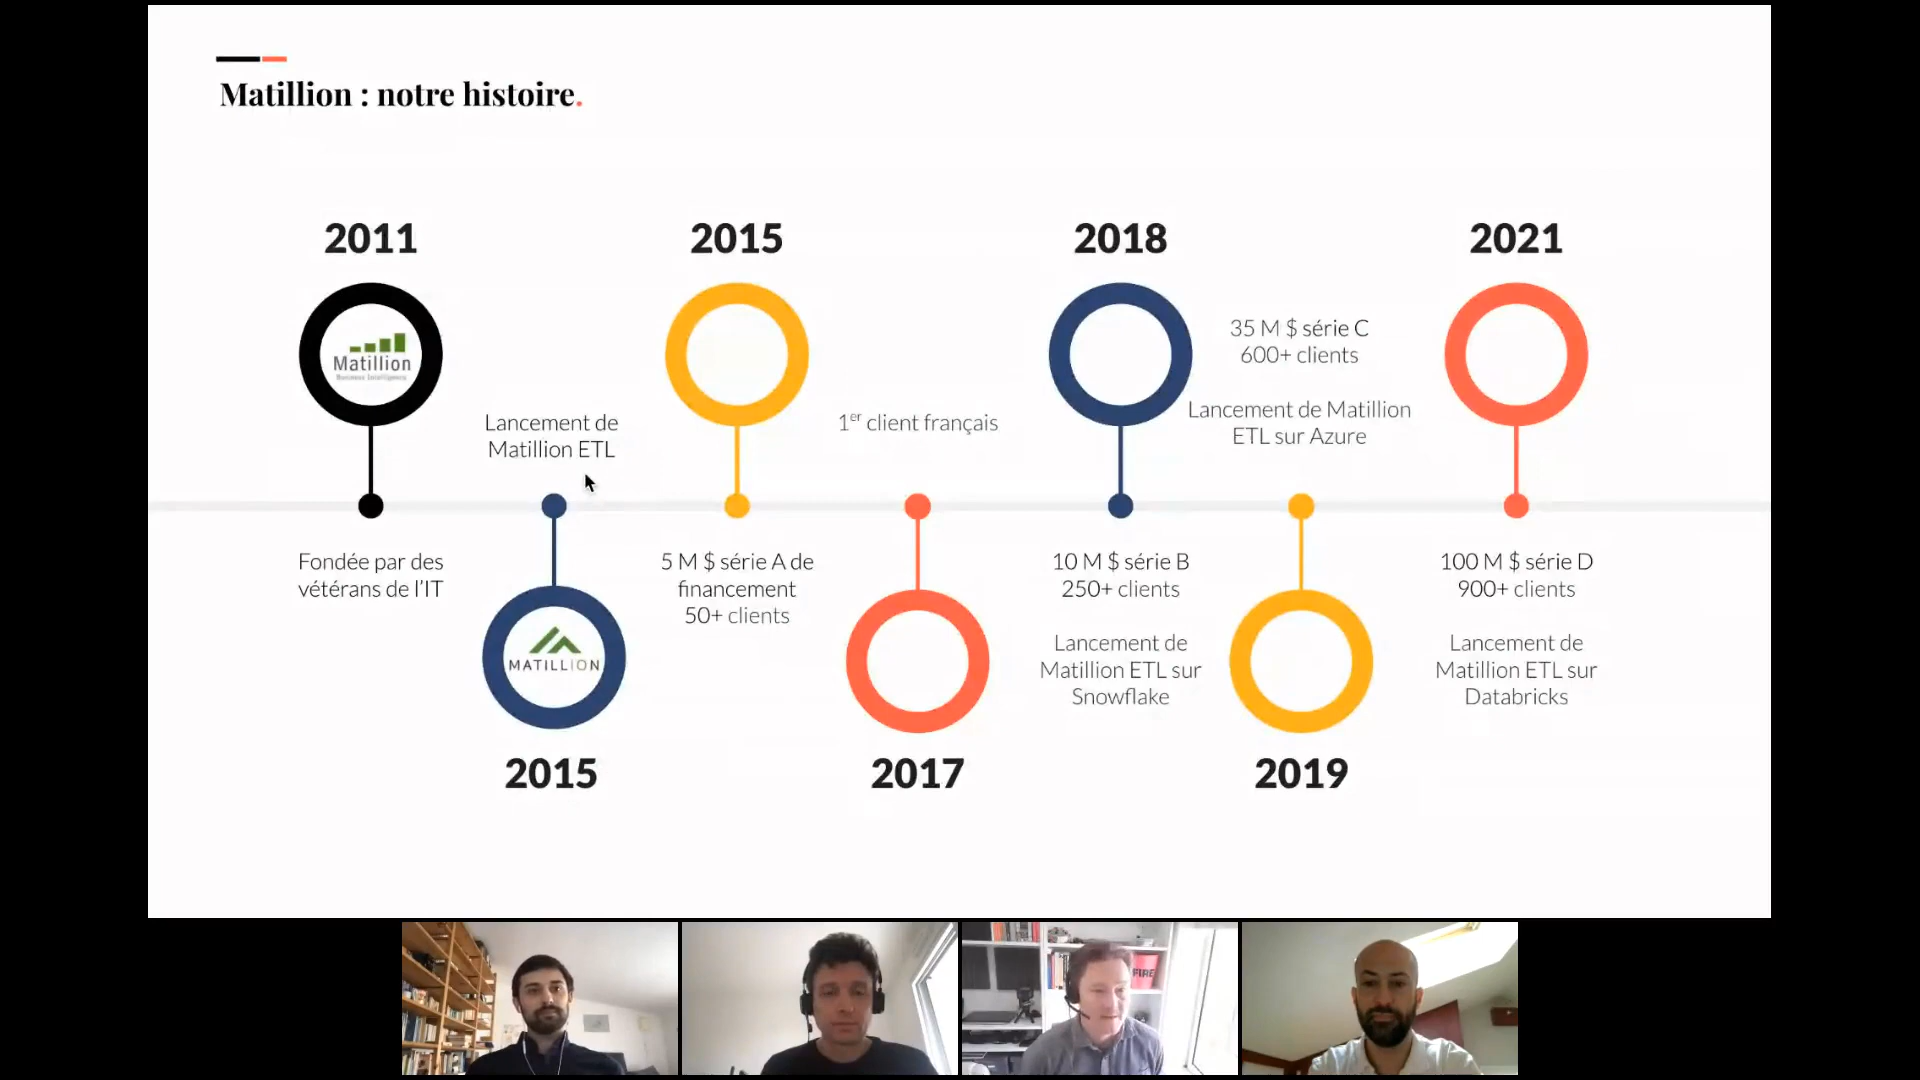 Matillion : notre histoire.
2011
Matillion
Business Intelligence
Fondée par des
vétérans de l'IT
Lancement de
Matillion ETL
MATILLION
2015
2015
5 M $ série A de
financement
50+ clients
1er client français
2017
2018
10 M $ série B
250+ clients
Lancement de
Matillion ETL sur
Snowflake
35 M $ série C
600+ clients
Lancement de Matillion
ETL sur Azure
2019
2021
100 M $ série D
900+ clients
Lancement de
Matillion ETL sur
Databricks
FIRE